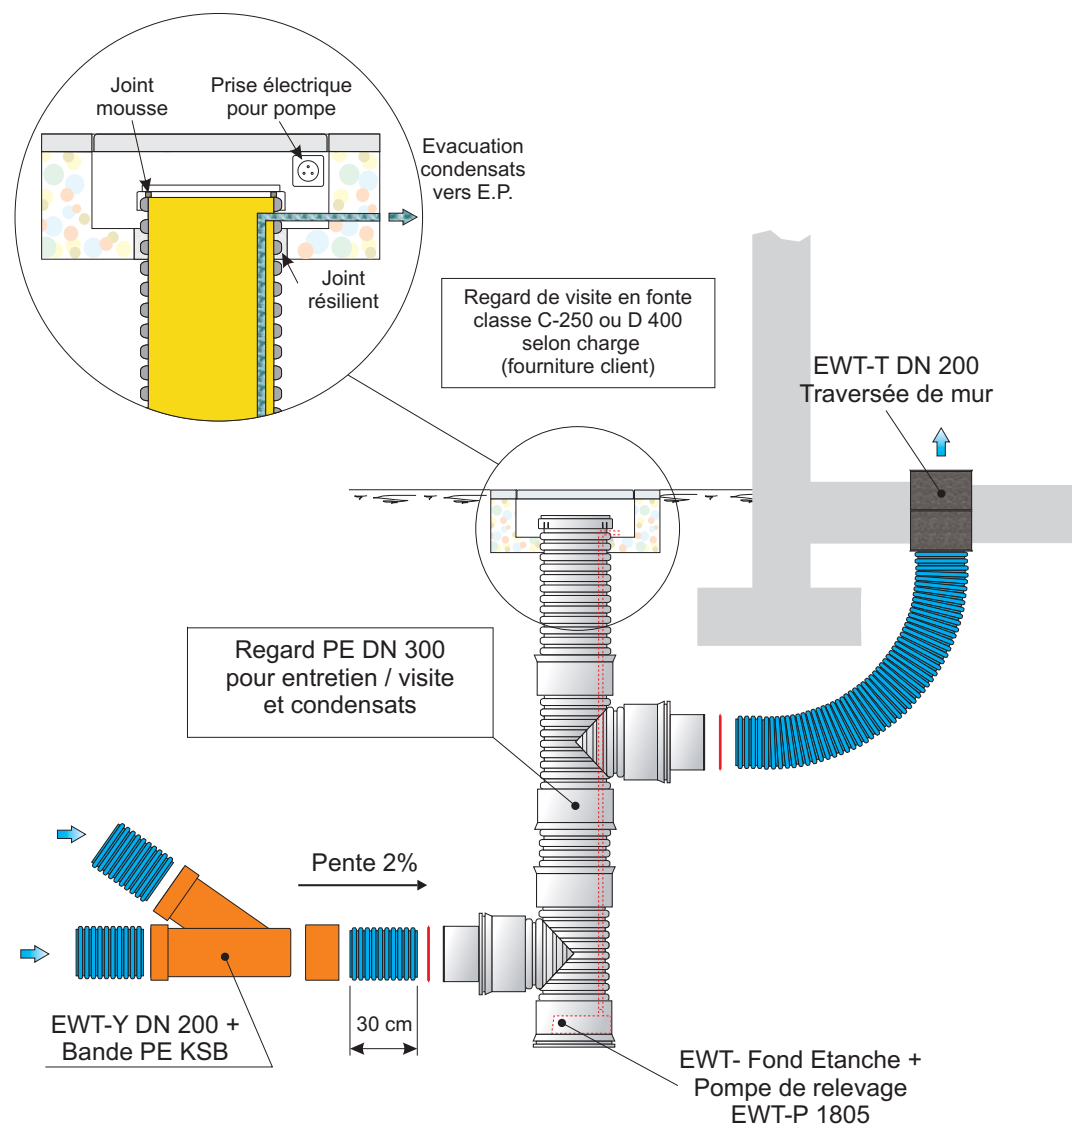 Joint
mousse
Prise électrique
pour pompe
Evacuation
condensats
vers E.P.
Joint
résilient
Regard de visite en fonte
classe C-250 ou D 400
selon charge
(fourniture client)
EWT-T DN 200
Traversée de mur
Regard PE DN 300
pour entretien / visite
et condensats
Pente 2%
30 cm
EWT-Y DN 200 +
Bande PE KSB
EWT- Fond Etanche +
Pompe de relevage
EWT-P 1805